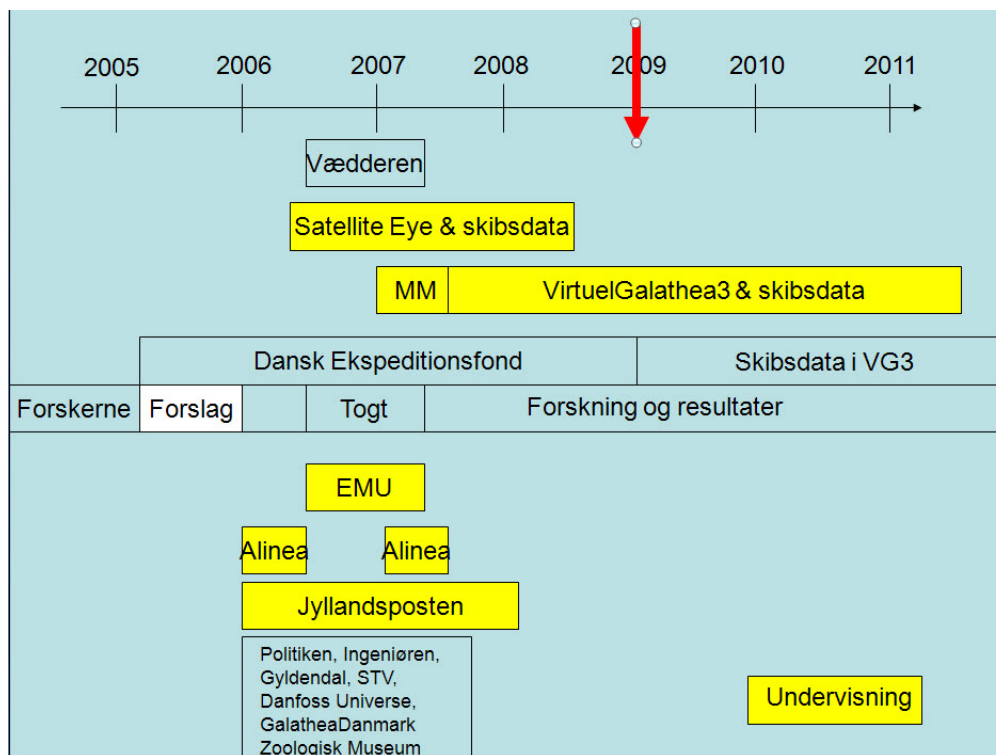 2005 2006 2007 2008 2009 2010 2011
Vædderen
Satellite Eye & skibsdata
MM VirtuelGalathea3 & skibsdata
Dansk Ekspeditionsfond Skibsdata i VG3
Forskerne Forslag Togt Forskning og resultater
EMU
Alinea Alinea
Jyllandsposten
Politiken, Ingeniøren,
Gyldendal, STV,
Danfoss Universe,
GalatheaDanmark
Zoologisk Museum
Undervisning